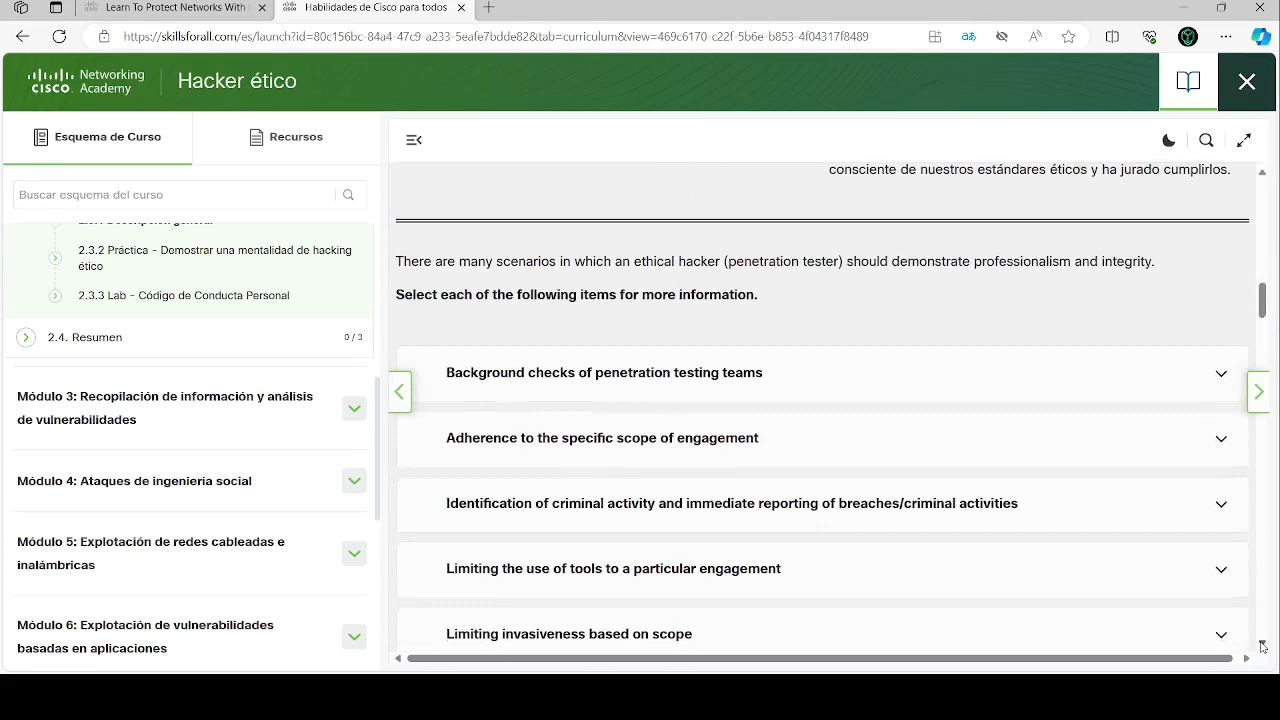 Learn To Protect Networks With
Habilidades de Cisco para todos
https://skillsforall.com/es/launch?id=80c156bc-84a4-47c9-a233-5eafe7bdde82&tab=curriculum&view=469c6170-c22f-5b6e-b853-4f04317f8489
Networking
CISCO Academy
Hacker ético
Esquema de Curso
Recursos
Buscar esquema del curso
2.3.2 Práctica - Demostrar una mentalidad de hacking
ético
2.3.3 Lab - Código de Conducta Personal
2.4. Resumen
0 / 3
Módulo 3: Recopilación de información y análisis
de vulnerabilidades
Módulo 4: Ataques de ingeniería social
Módulo 5: Explotación de redes cableadas e
inalámbricas
Módulo 6: Explotación de vulnerabilidades
basadas en aplicaciones
consciente de nuestros estándares éticos y ha jurado cumplirlos.
There are many scenarios in which an ethical hacker (penetration tester) should demonstrate professionalism and integrity.
Select each of the following items for more information.
Background checks of penetration testing teams
Adherence to the specific scope of engagement
Identification of criminal activity and immediate reporting of breaches/criminal activities
Limiting the use of tools to a particular engagement
Limiting invasiveness based on scope